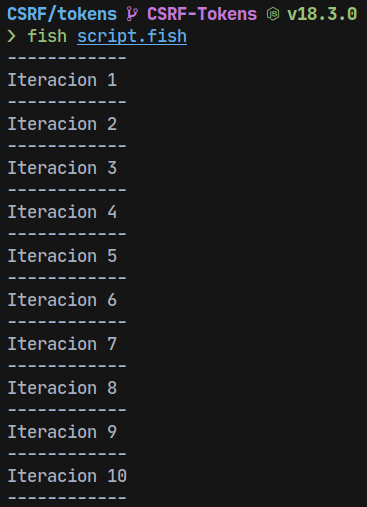 CSRF/tokens CSRF-Tokens v18.3.0
❯ fish script.fish
------------
Iteracion 1
------------
Iteracion 2
------------
Iteracion 3
------------
Iteracion 4
------------
Iteracion 5
------------
Iteracion 6
------------
Iteracion 7
------------
Iteracion 8
------------
Iteracion 9
------------
Iteracion 10
------------